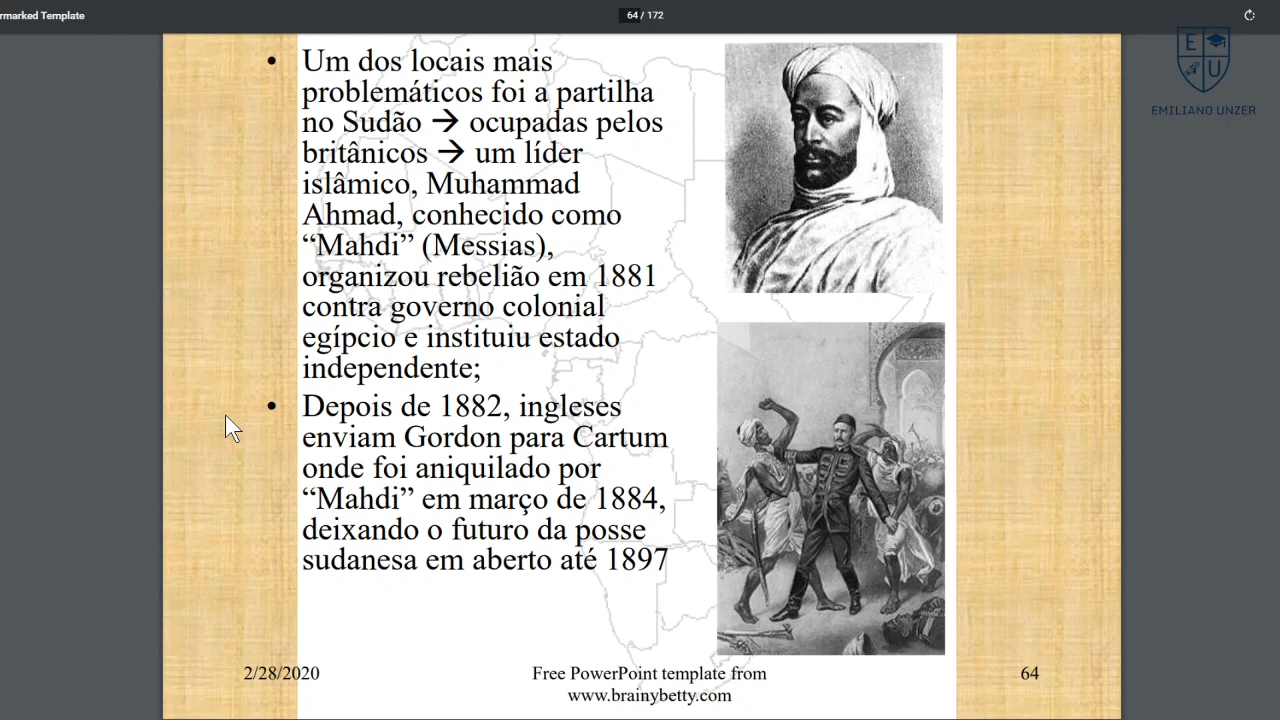 rmarked Template
64 / 172
E
U
EMILIANO UNZER
• Um dos locais mais
problemáticos foi a partilha
no Sudão → ocupadas pelos
britânicos → um líder
islâmico, Muhammad
Ahmad, conhecido como
“Mahdi” (Messias),
organizou rebelião em 1881
contra governo colonial
egípcio e instituiu estado
independente;
• Depois de 1882, ingleses
enviam Gordon para Cartum
onde foi aniquilado por
“Mahdi” em março de 1884,
deixando o futuro da posse
sudanesa em aberto até 1897
2/28/2020
Free PowerPoint template from
www.brainybetty.com
64